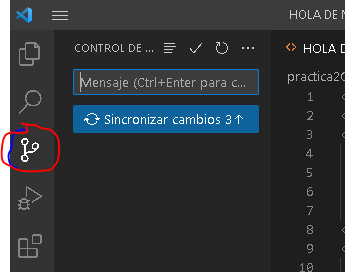 HOLA DE
CONTROL DE ...
HOLA D
Mensaje (Ctrl+Enter para c...
practica2
Sincronizar cambios 3↑
1
2
3
4
5
6
7
8
9
10